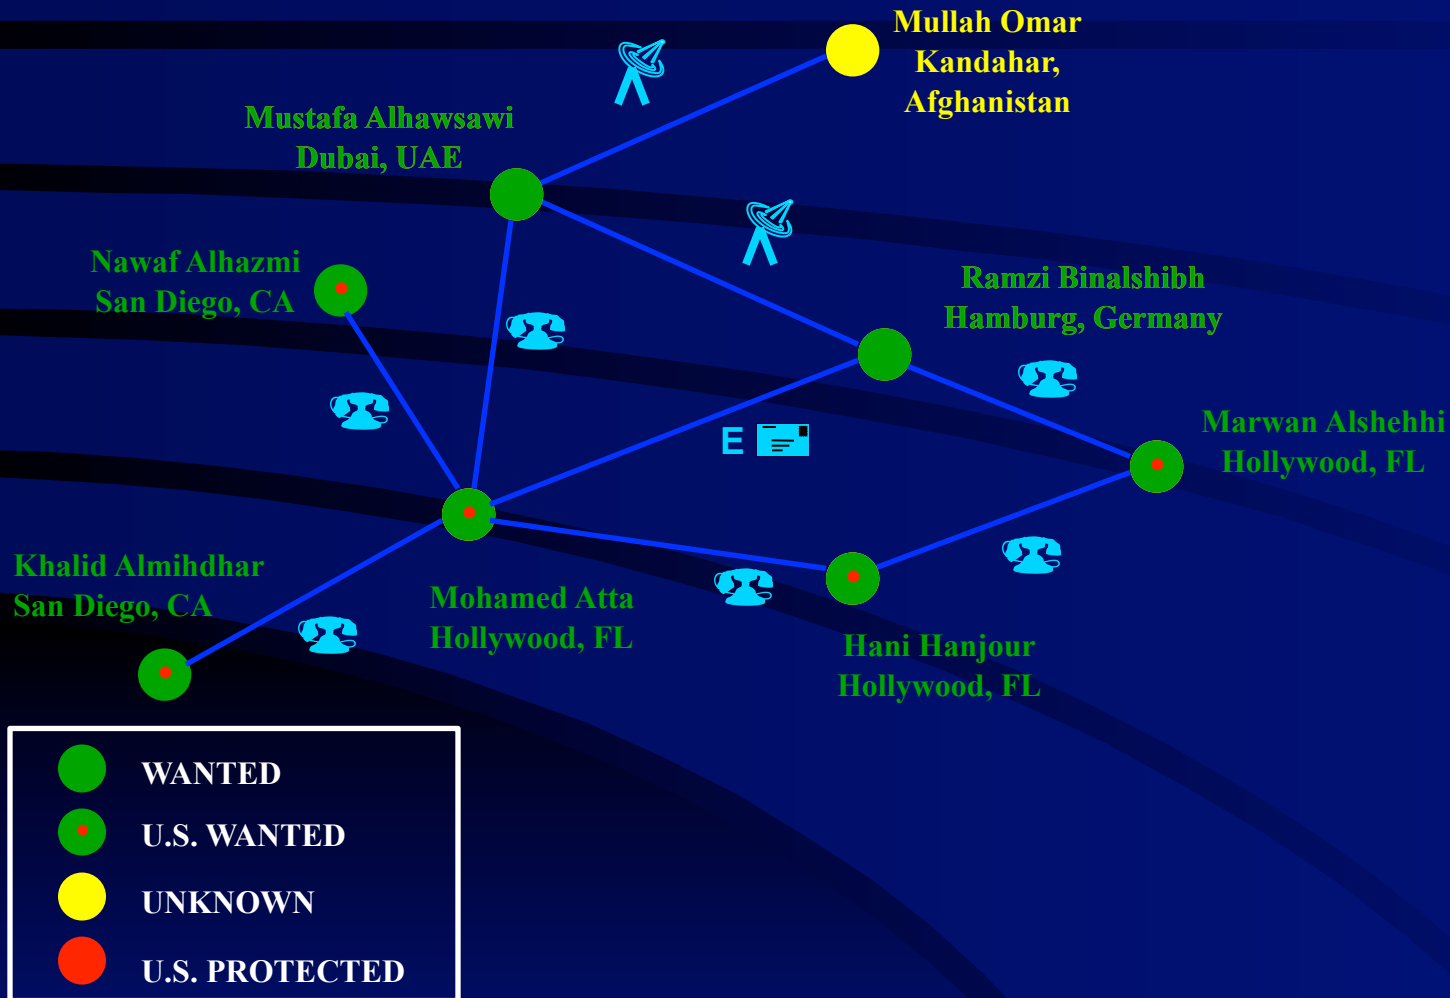 Mullah Omar
Kandahar,
Afghanistan
Mustafa Alhawsawi
Dubai, UAE
Nawaf Alhazmi
San Diego, CA
Ramzi Binalshibh
Hamburg, Germany
Marwan Alshehhi
Hollywood, FL
E
Khalid Almihdhar
San Diego, CA
Mohamed Atta
Hollywood, FL
Hani Hanjour
Hollywood, FL
WANTED
U.S. WANTED
UNKNOWN
U.S. PROTECTED